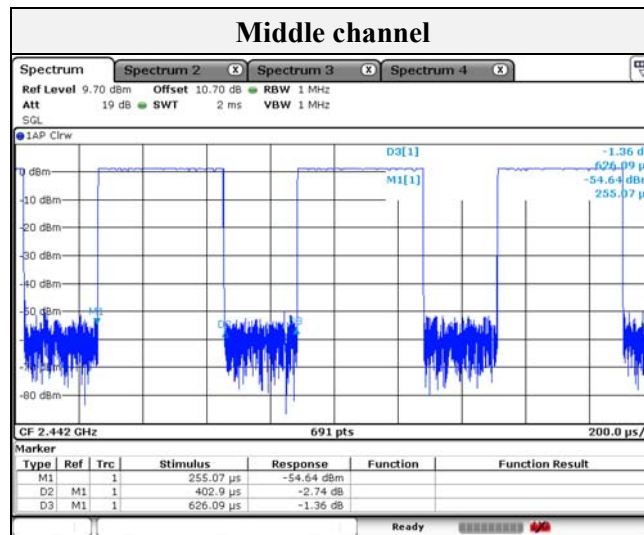 Middle channel
Spectrum Spectrum 2 X Spectrum 3 X Spectrum 4 X
Ref Level 9.70 dBm Offset 10.70 dB RBW 1 MHz
Att 19 dB SWT 2 ms VBW 1 MHz
SGL
1AP Clrw
D3[1] -1.36 d
0 dBm 626.09 µs
M1[1] -54.64 dBm
-10 dBm 255.07 µs
-20 dBm
-30 dBm
-40 dBm
-50 dBm
M1
-80 dBm
CF 2.442 GHz 691 pts 200.0 µs/
Marker
Type Ref Trc Stimulus Response Function Function Result
M1 1 255.07 µs -54.64 dBm
D2 M1 1 402.9 µs -2.74 dB
D3 M1 1 626.09 µs -1.36 dB
Ready